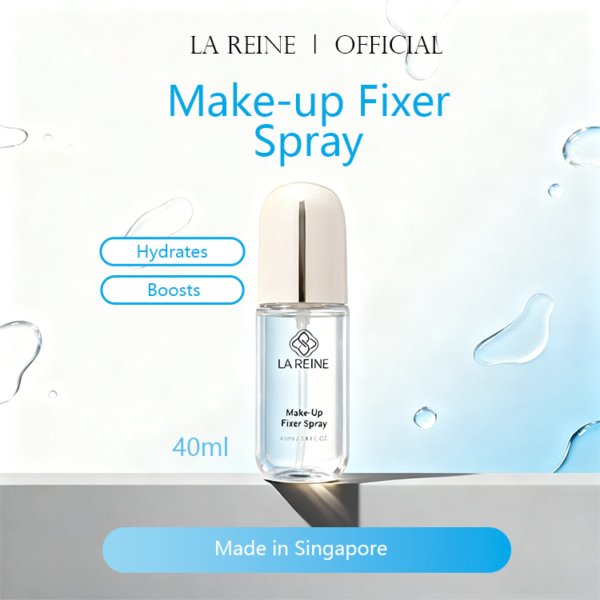 LA REINE | OFFICIAL
Make-up Fixer
Spray
Hydrates
Boosts
LA REINE
Make-Up
Fixer Spray
40ml
Made in Singapore